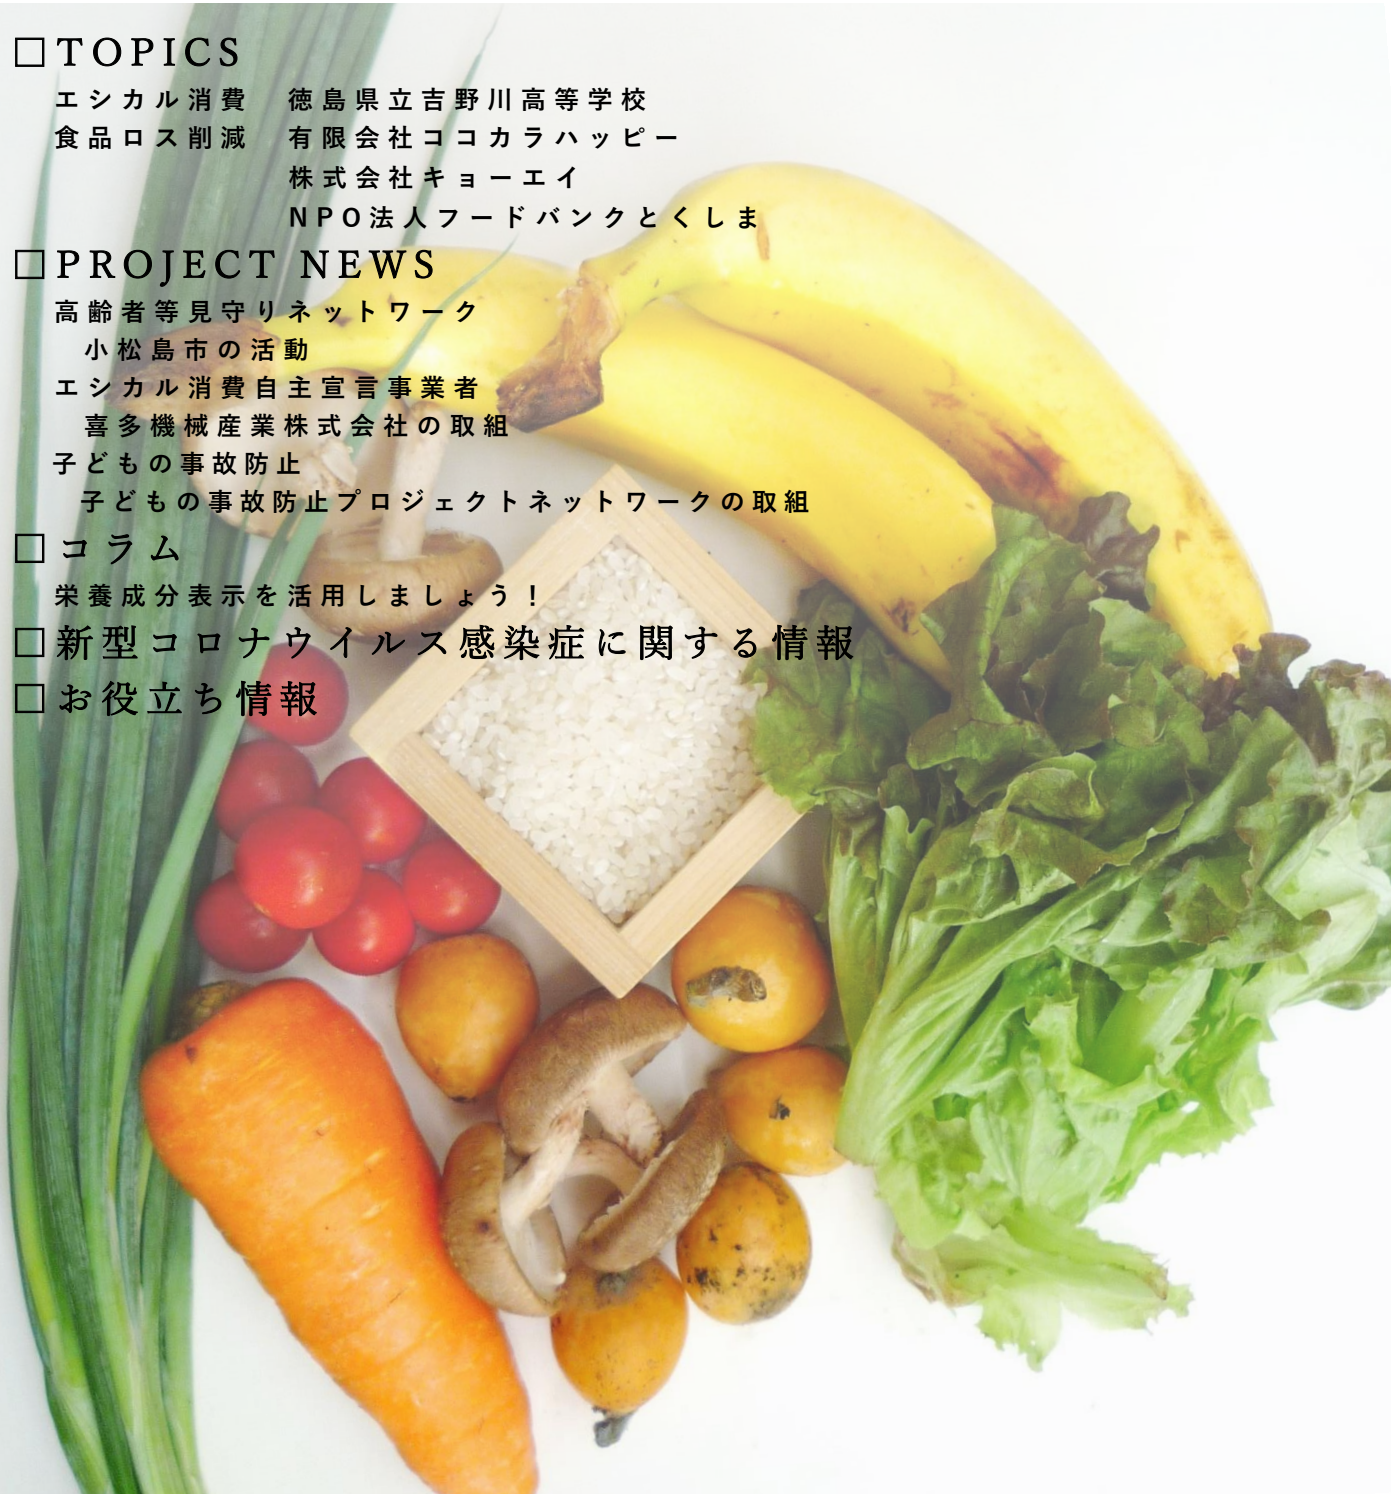 □TOPICS
エシカル消費　徳島県立吉野川高等学校
食品ロス削減　有限会社ココカラハッピー
株式会社キョーエイ
NPO法人フードバンクとくしま
□PROJECT NEWS
高齢者等見守りネットワーク
小松島市の活動
エシカル消費自主宣言事業者
喜多機械産業株式会社の取組
子どもの事故防止
子どもの事故防止プロジェクトネットワークの取組
□コラム
栄養成分表示を活用しましょう！
□新型コロナウイルス感染症に関する情報
□お役立ち情報